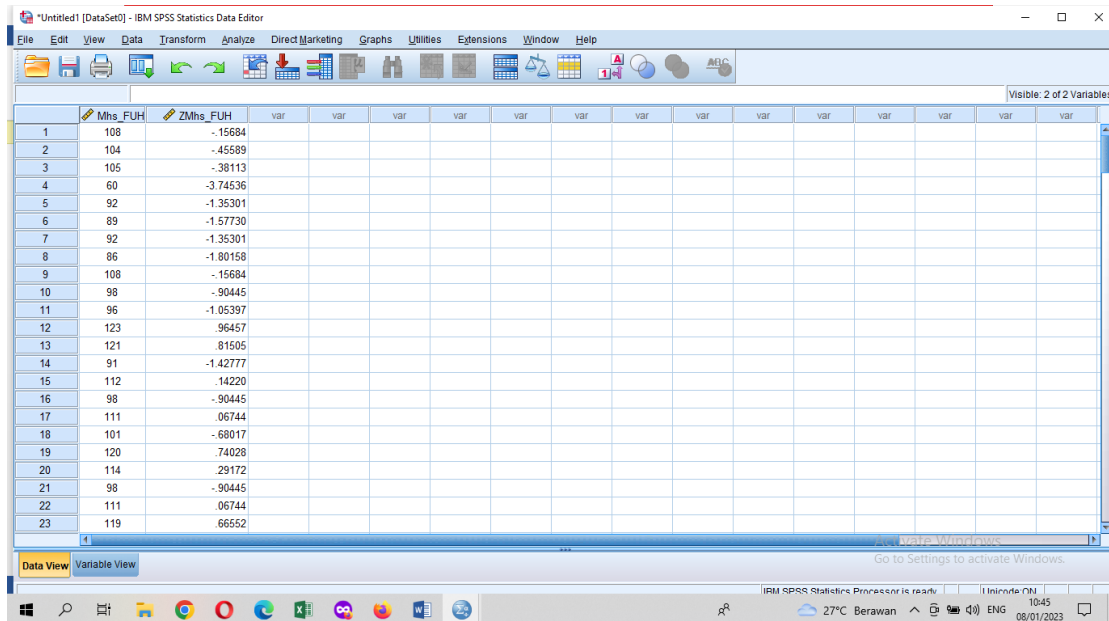 *Untitled1 [DataSet0] - IBM SPSS Statistics Data Editor
File Edit View Data Transform Analyze Direct Marketing Graphs Utilities Extensions Window Help
Visible: 2 of 2 Variables
Mhs_FUH ZMhs_FUH var var var var var var var var var var var var var var
1 108 -.15684
2 104 -.45589
3 105 -.38113
4 60 -3.74536
5 92 -1.35301
6 89 -1.57730
7 92 -1.35301
8 86 -1.80158
9 108 -.15684
10 98 -.90445
11 96 -1.05397
12 123 .96457
13 121 .81505
14 91 -1.42777
15 112 .14220
16 98 -.90445
17 111 .06744
18 101 -.68017
19 120 .74028
20 114 .29172
21 98 -.90445
22 111 .06744
23 119 .66552
Activate Windows
Go to Settings to activate Windows.
Data View Variable View
IBM SPSS Statistics Processor is ready Unicode:ON
27°C Berawan ENG 10:45
08/01/2023